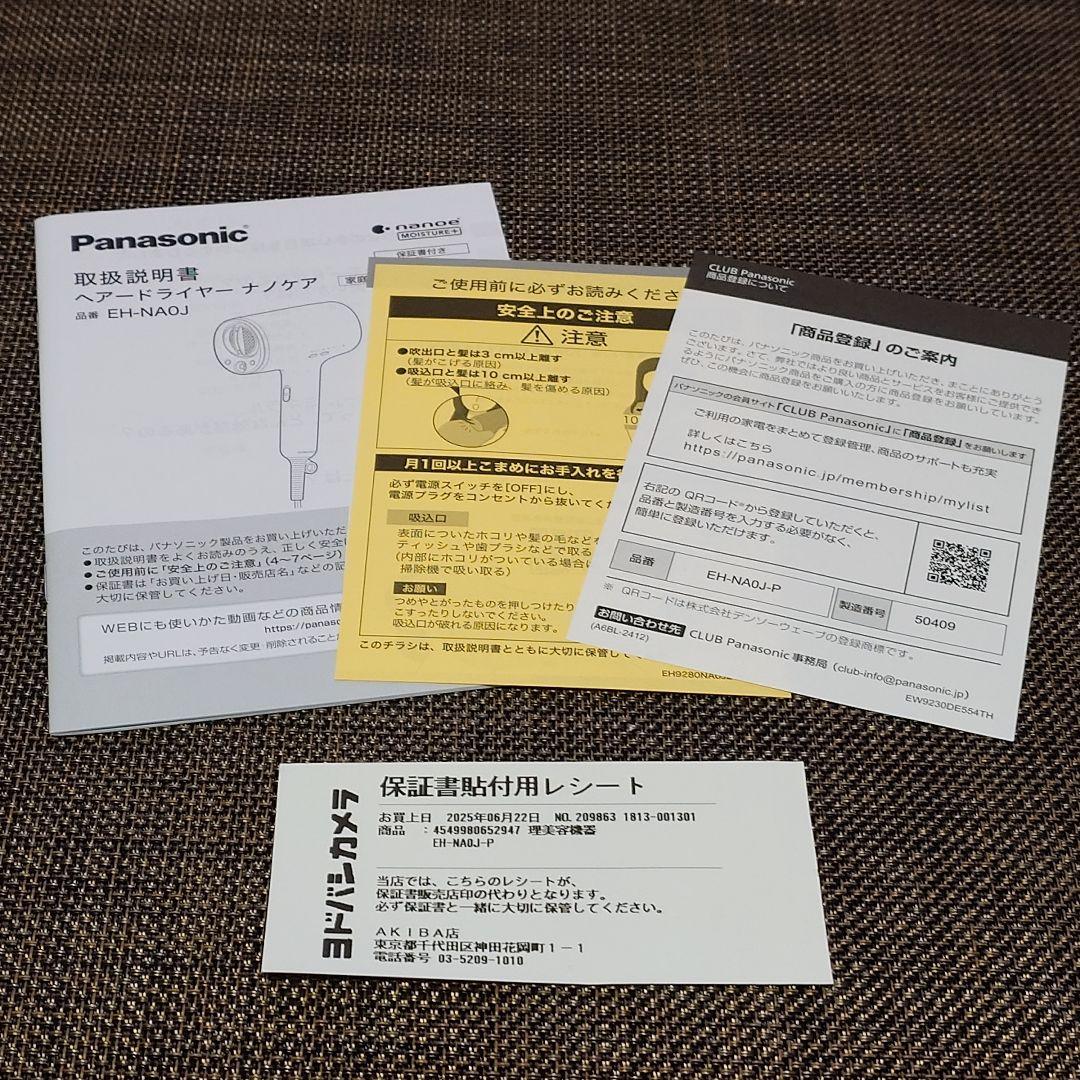 Panasonic
nanoe
MOISTURE+
保証書付き
取扱説明書
家庭
ヘアードライヤー ナノケア
品番 EH-NA0J
このたびは、パナソニック製品をお買い上げいただ
●取扱説明書をよくお読みのうえ、正しく安全
●ご使用前に「安全上のご注意」(4～7ページ)
●保証書は「お買い上げ日・販売店名」などの記
大切に保管してください。
WEBにも使いかた動画などの商品情
https://panaso
掲載内容やURLは、予告なく変更・削除されること
ご使用前に必ずお読みくださ
安全上のご注意
注意
●吹出口と髪は3 cm以上離す
(髪がこげる原因)
●吸込口と髪は10 cm以上離す
(髪が吸込口に絡み、髪を傷める原因)
10
月1回以上こまめにお手入れを
必ず電源スイッチを[OFF]にし、
電源プラグをコンセントから抜いて
吸込口
表面についたホコリや髪の毛などを
ティッシュや歯ブラシなどで取る
(内部にホコリがついている場合は
掃除機で吸い取る)
お願い
つめやとがったものを押しつけたり
こすったりしないでください。
吸込口が破れる原因になります。
このチラシは、取扱説明書とともに大切に保管して
EH9280NA0J
CLUB Panasonic
商品登録について
「商品登録」のご案内
このたびは、パナソニック商品をお買い上げいただき、まことにありがとう
ございます。さて、弊社ではより良い商品とサービスをお客様にご提供でき
るようにパナソニック商品をご購入の方に商品登録をお願いしています。
ぜひ、この機会に商品登録をお願いいたします。
パナソニックの会員サイト「CLUB Panasonic」に「商品登録」をお願いします
ご利用の家電をまとめて登録管理、商品のサポートも充実
詳しくはこちら
https://panasonic.jp/membership/mylist
右記の QRコード®から登録していただくと、
品番と製造番号を入力する必要がなく、
簡単に登録いただけます。
品番
EH-NA0J-P
製造番号
50409
※ QRコードは株式会社デンソーウェーブの登録商標です。
お問い合わせ先 CLUB Panasonic 事務局 (club-info@panasonic.jp)
(A6BL-2412)
EW9230DE554TH
ヨドバシカメラ
保証書貼付用レシート
お買上日 2025年06月22日 NO.209863 1813-001301
商品 :4549980652947 理美容機器
EH-NA0J-P
当店では、こちらのレシートが、
保証書販売店印の代わりとなります。
必ず保証書と一緒に大切に保管してください。
AKIBA店
東京都千代田区神田花岡町1-1
電話番号 03-5209-1010